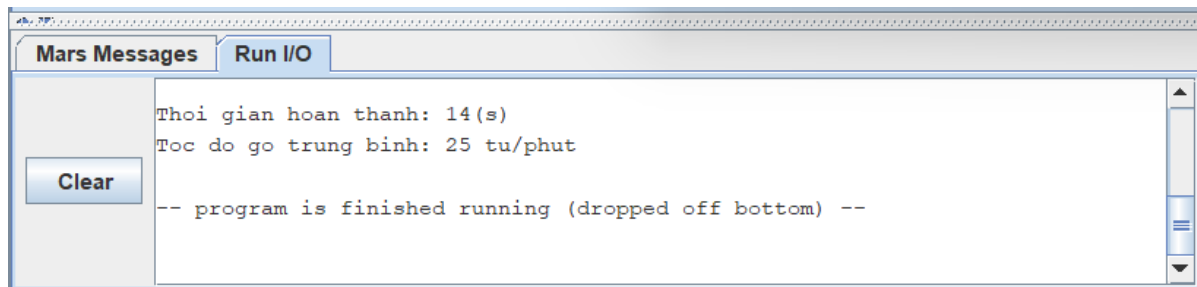 Mars Messages Run I/O
Thoi gian hoan thanh: 14(s)
Toc do go trung binh: 25 tu/phut
Clear
-- program is finished running (dropped off bottom) --